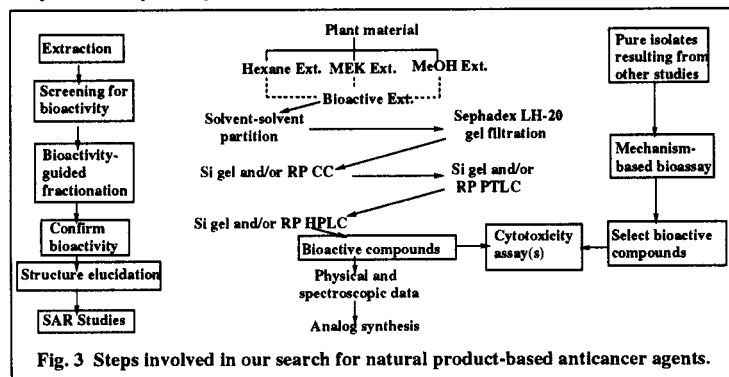 Extraction
Screening for
bioactivity
Bioactivity-
guided
fractionation
Confirm
bioactivity
Structure elucidation
SAR Studies
Plant material
Hexane Ext. MEK Ext. MeOH Ext.
Bioactive Ext.
Solvent-solvent
partition
Sephadex LH-20
gel filtration
Si gel and/or RP CC
Si gel and/or
RP PTLC
Si gel and/or RP HPLC
Bioactive compounds
Physical and
spectroscopic data
Analog synthesis
Cytotoxicity
assay(s)
Pure isolates
resulting from
other studies
Mechanism-
based bioassay
Select bioactive
compounds
Fig. 3 Steps involved in our search for natural product-based anticancer agents.